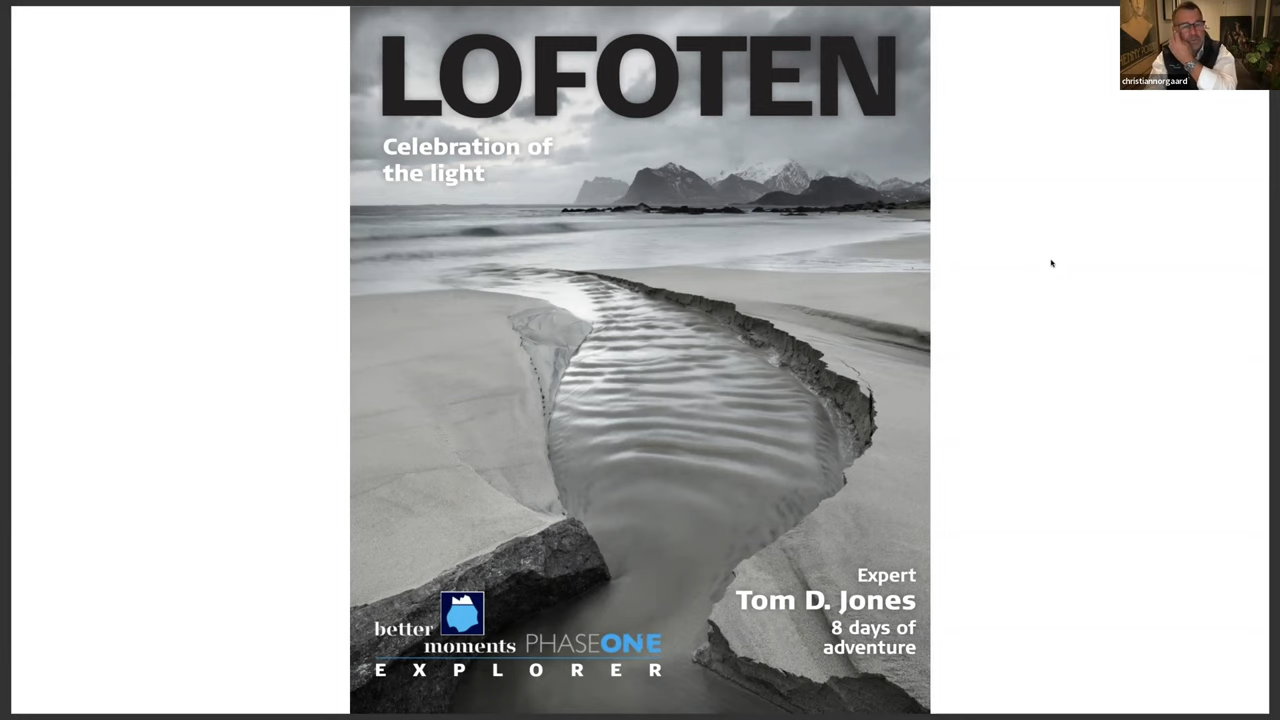 LOFOTEN
Celebration of
the light
Expert
Tom D. Jones
8 days of
adventure
better
moments PHASEONE
EXPLORER
christiannorgaard